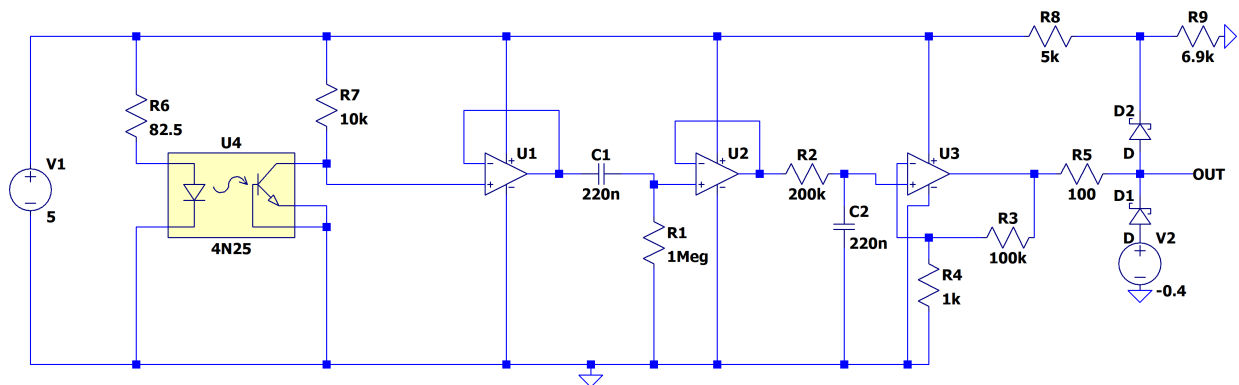 R8
5k
R9
6.9k
R6
82.5
R7
10k
U4
4N25
V1
5
U1
C1
220n
R1
1Meg
U2
R2
200k
C2
220n
U3
R5
100
R3
100k
R4
1k
D2
D
OUT
D1
D
V2
-0.4